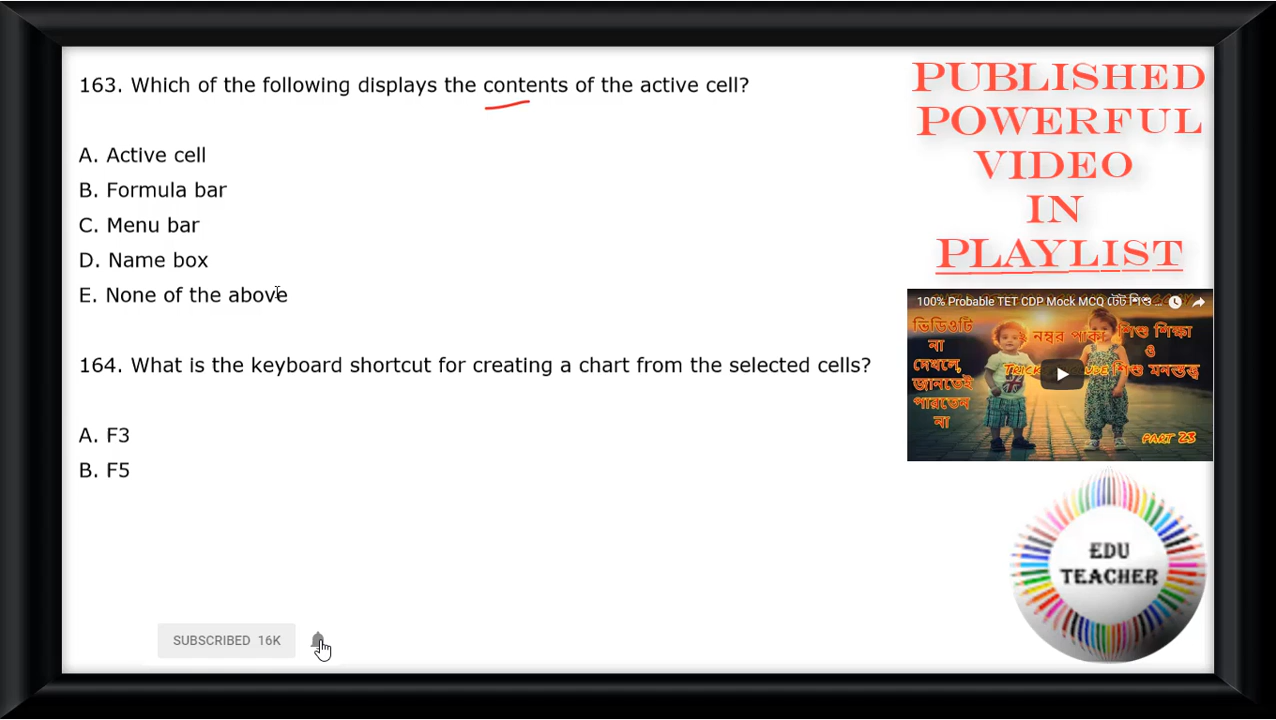 163. Which of the following displays the contents of the active cell?
A. Active cell
B. Formula bar
C. Menu bar
D. Name box
E. None of the above
164. What is the keyboard shortcut for creating a chart from the selected cells?
A. F3
B. F5
SUBSCRIBED 16K
PUBLISHED
POWERFUL
VIDEO
IN
PLAYLIST
100% Probable TET CDP Mock MCQ টেট শিশু ...
ভিডিওটি
না
দেখলে,
জানতেই
পারতেন
না
নম্বর পাকা
শিশু শিক্ষা
ও
শিশু মনস্তত্ত্ব
PART 23
EDU
TEACHER